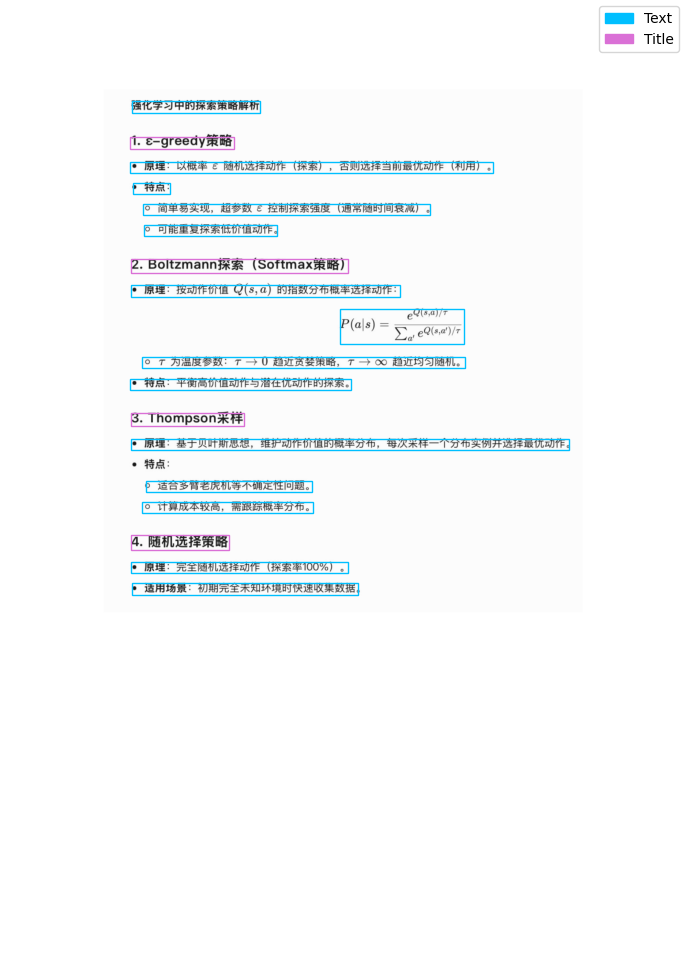 Text
Title
强化学习中的探索策略解析
1. ε-greedy策略
• 原理：以概率 ε 随机选择动作（探索），否则选择当前最优动作（利用）。
• 特点：
○ 简单易实现，超参数 ε 控制探索强度（通常随时间衰减）。
○ 可能重复探索低价值动作。
2. Boltzmann探索（Softmax策略）
• 原理：按动作价值 Q(s, a) 的指数分布概率选择动作：
P(a|s) = e^{Q(s,a)/τ} / ∑_{a'} e^{Q(s,a')/τ}
○ τ 为温度参数：τ → 0 趋近贪婪策略，τ → ∞ 趋近均匀随机。
• 特点：平衡高价值动作与潜在优动作的探索。
3. Thompson采样
• 原理：基于贝叶斯思想，维护动作价值的概率分布，每次采样一个分布实例并选择最优动作。
• 特点：
○ 适合多臂老虎机等不确定性问题。
○ 计算成本较高，需跟踪概率分布。
4. 随机选择策略
• 原理：完全随机选择动作（探索率100%）。
• 适用场景：初期完全未知环境时快速收集数据。